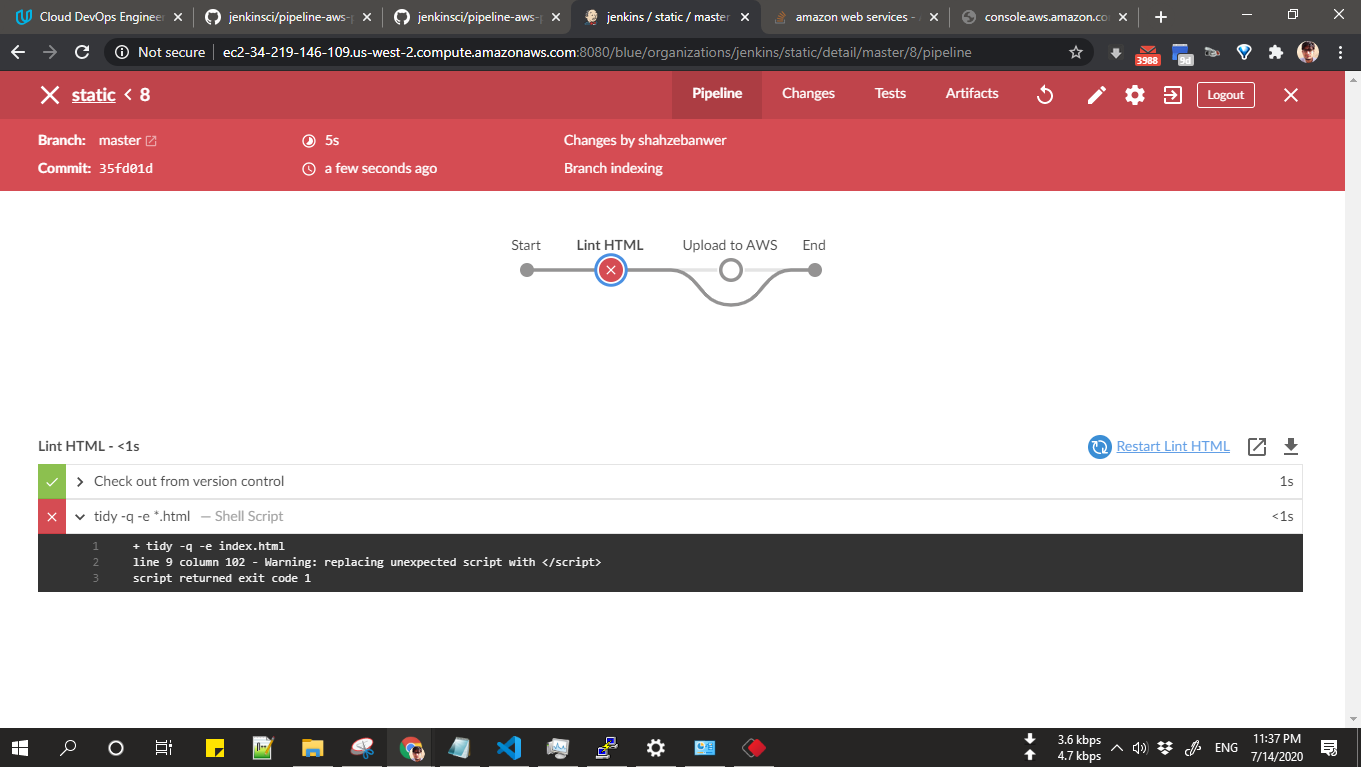 Cloud DevOps Enginee
jenkinsci/pipeline-aws-p
jenkinsci/pipeline-aws-p
jenkins / static / master
amazon web services -
console.aws.amazon.co
Not secure
ec2-34-219-146-109.us-west-2.compute.amazonaws.com:8080/blue/organizations/jenkins/static/detail/master/8/pipeline
3988
9d
static < 8
Pipeline
Changes
Tests
Artifacts
Logout
Branch: master
5s
Changes by shahzebanwer
Commit: 35fd01d
a few seconds ago
Branch indexing
Start
Lint HTML
Upload to AWS
End
Lint HTML - <1s
Restart Lint HTML
Check out from version control
1s
tidy -q -e *.html — Shell Script
<1s
1 + tidy -q -e index.html
2 line 9 column 102 - Warning: replacing unexpected script with </script>
3 script returned exit code 1
3.6 kbps
4.7 kbps
ENG
11:37 PM
7/14/2020